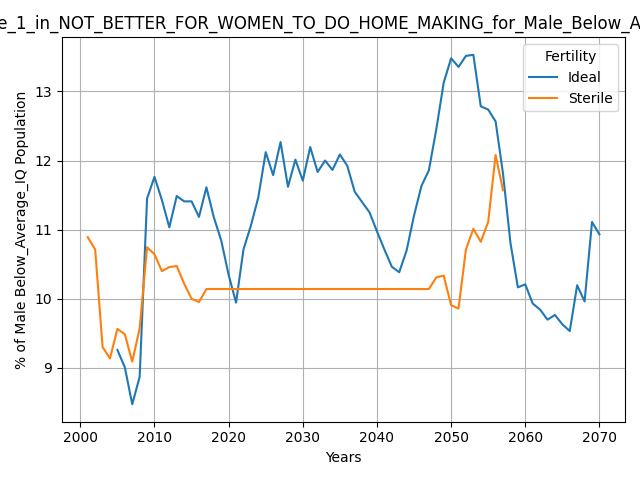 e_1_in_NOT_BETTER_FOR_WOMEN_TO_DO_HOME_MAKING_for_Male_Below_A
Fertility
Ideal
Sterile
% of Male Below_Average_IQ Population
13
12
11
10
9
2000 2010 2020 2030 2040 2050 2060 2070
Years